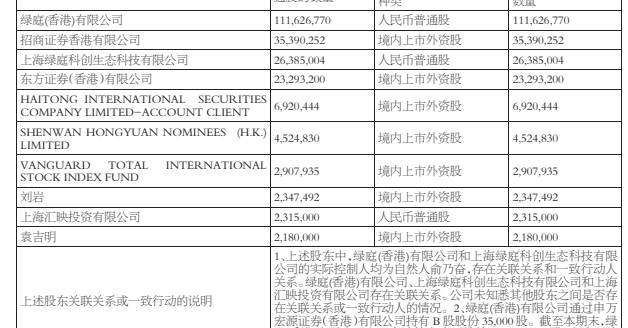 种类 数量
绿庭(香港)有限公司 111,626,770 人民币普通股 111,626,770
招商证券香港有限公司 35,390,252 境内上市外资股 35,390,252
上海绿庭科创生态科技有限公司 26,385,004 人民币普通股 26,385,004
东方证券(香港)有限公司 23,293,200 境内上市外资股 23,293,200
HAITONG INTERNATIONAL SECURITIES
COMPANY LIMITED-ACCOUNT CLIENT 6,920,444 境内上市外资股 6,920,444
SHENWAN HONGYUAN NOMINEES (H.K.)
LIMITED 4,524,830 境内上市外资股 4,524,830
VANGUARD TOTAL INTERNATIONAL
STOCK INDEX FUND 2,907,935 境内上市外资股 2,907,935
刘岩 2,347,492 境内上市外资股 2,347,492
上海汇映投资有限公司 2,315,000 人民币普通股 2,315,000
袁吉明 2,180,000 境内上市外资股 2,180,000
上述股东关联关系或一致行动的说明
1、上述股东中,绿庭(香港)有限公司和上海绿庭科创生态科技有限
公司的实际控制人均为自然人俞乃奋,存在关联关系和一致行动人
关系。绿庭(香港)有限公司、上海绿庭科创生态科技有限公司和上海
汇映投资有限公司存在关联关系。公司未知悉其他股东之间是否存
在关联关系或一致行动人的情况。2、绿庭(香港)有限公司通过申万
宏源证券(香港)有限公司持有 B 股股份 35,000 股。截至本期末,绿